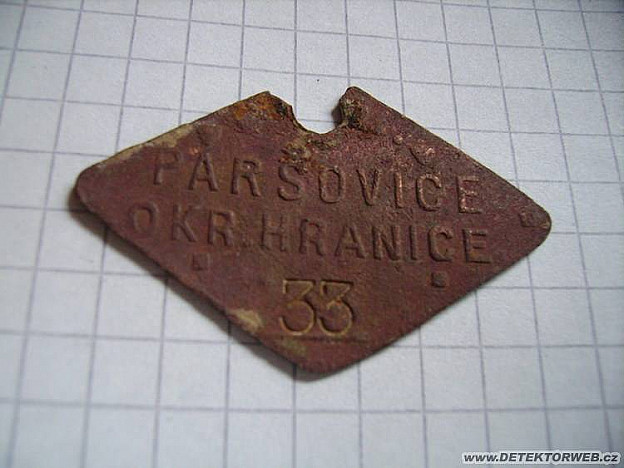 PARŠOVICE
OKR. HRANICE
33
www.DETEKTORWEB.cz